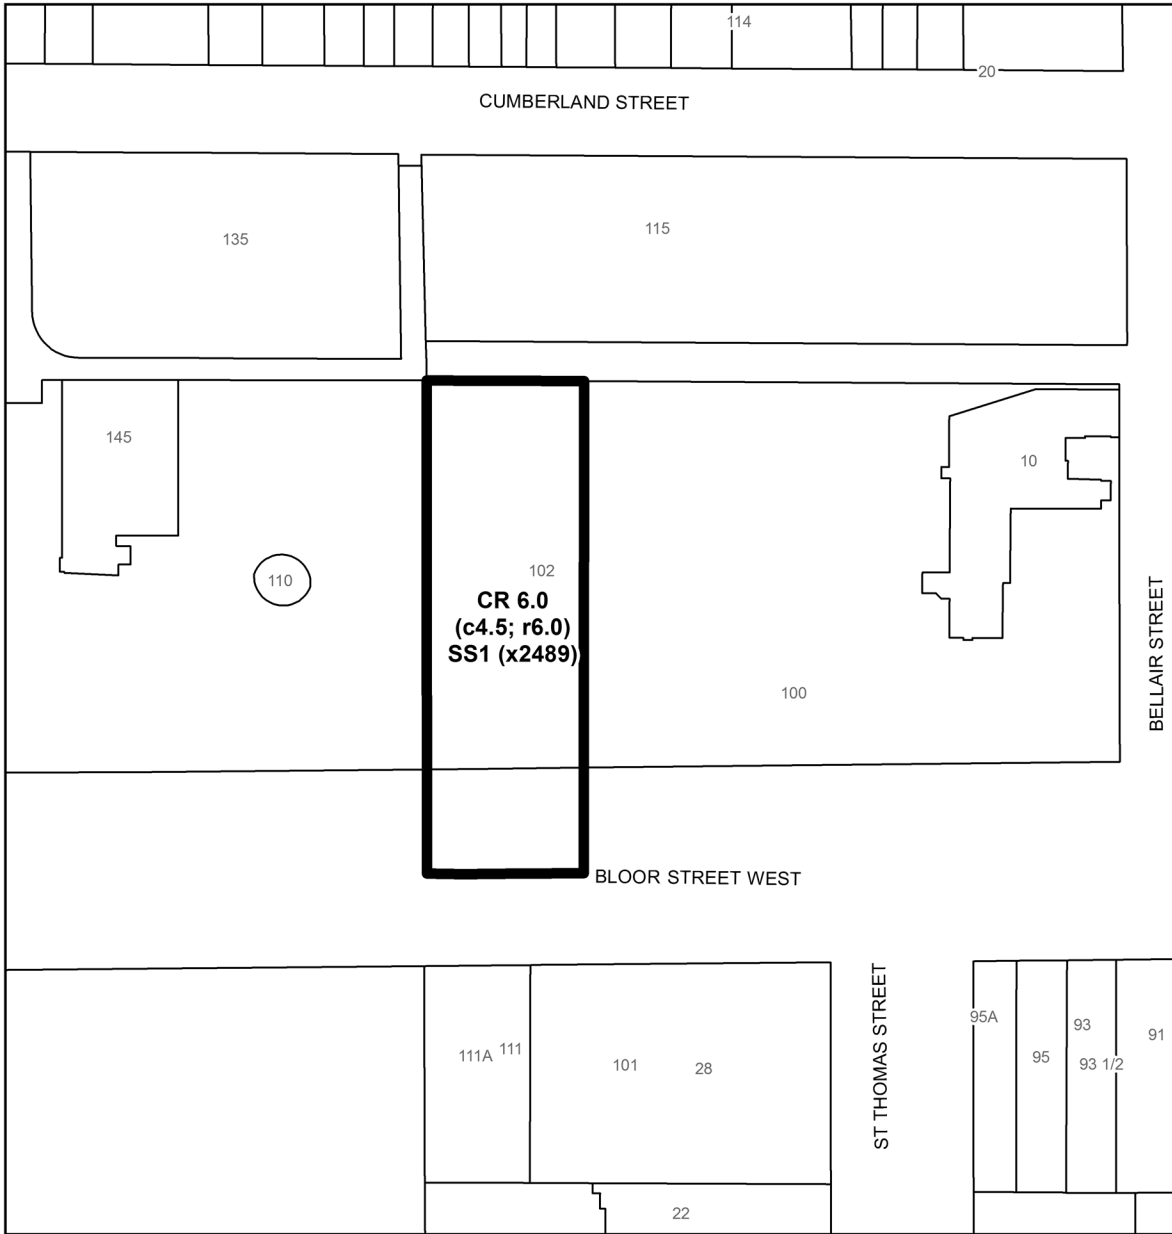 114
20
CUMBERLAND STREET
135
115
145
10
110
102
CR 6.0
(c4.5; r6.0)
SS1 (x2489)
100
BELLAIR STREET
BLOOR STREET WEST
ST THOMAS STREET
111A 111
101
28
95A
95
93
93 1/2
91
22